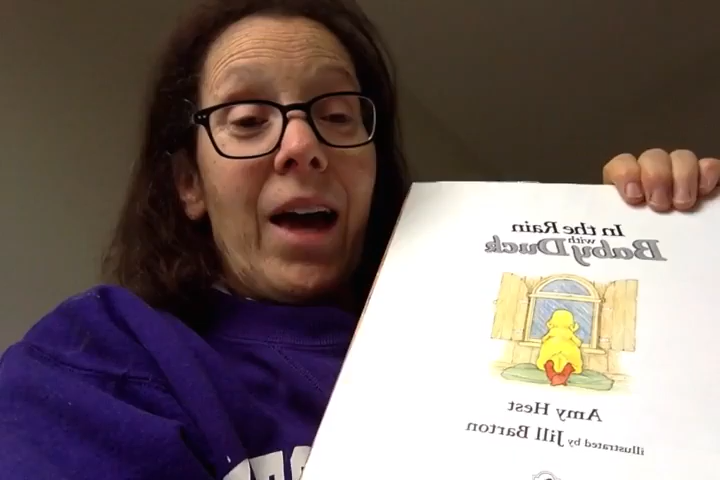 In the Rain
with
Baby Duck
Amy Hest
illustrated by Jill Barton